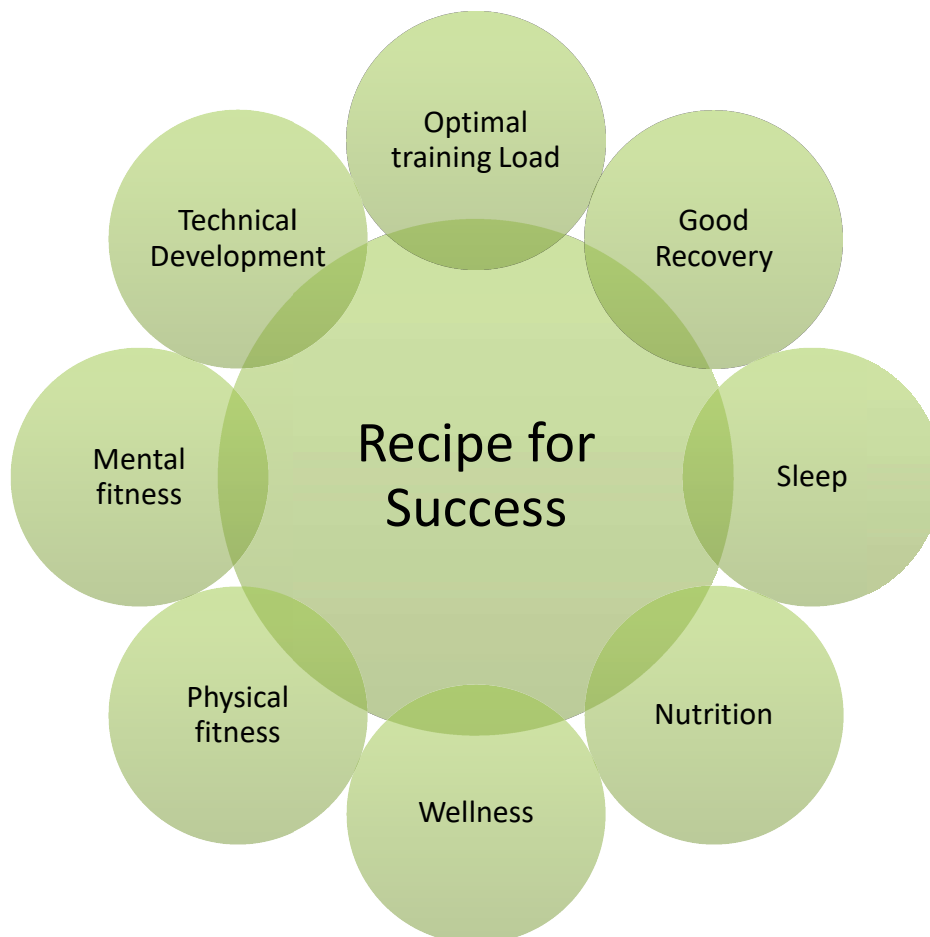 Optimal
training Load
Good
Recovery
Sleep
Nutrition
Wellness
Physical
fitness
Mental
fitness
Technical
Development
Recipe for
Success